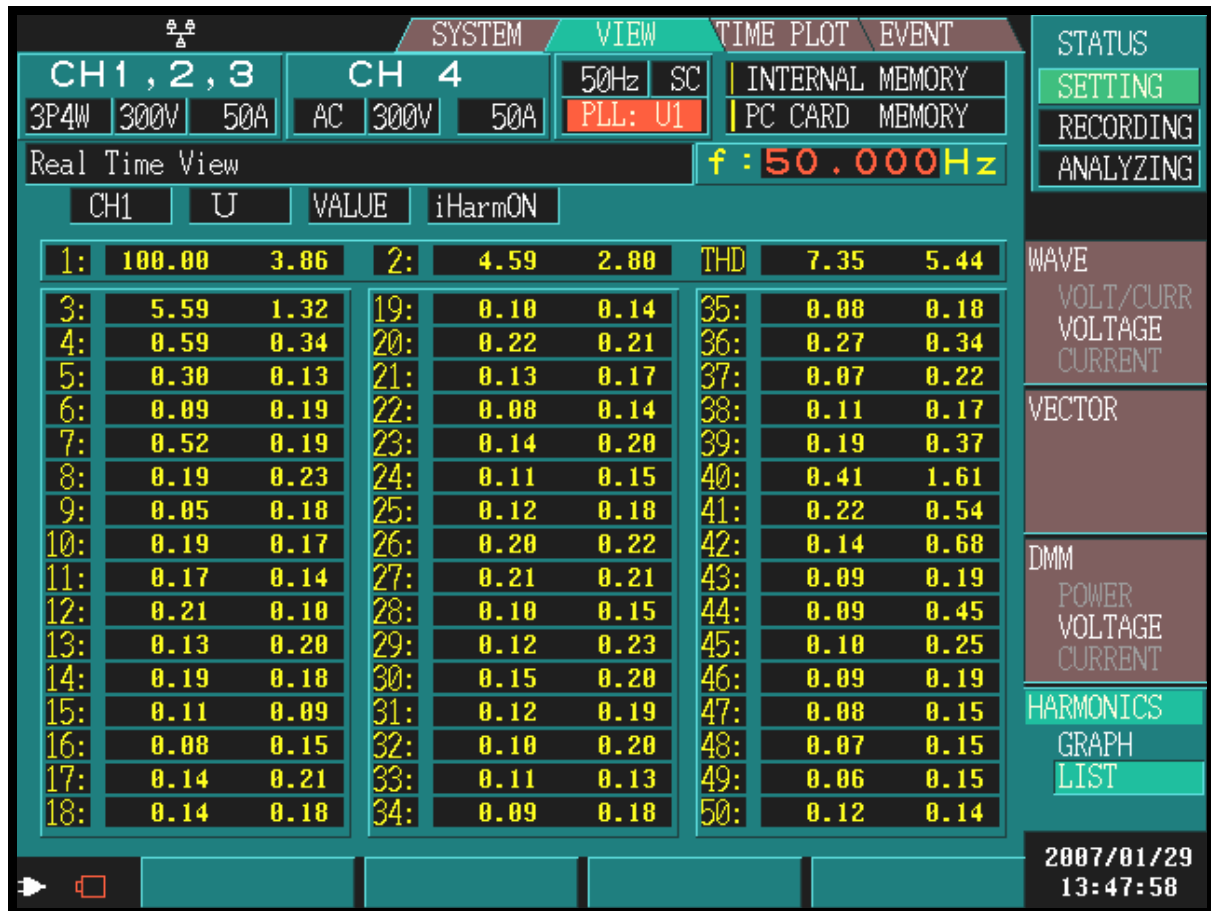 SYSTEM VIEW TIME PLOT EVENT
STATUS
CH1,2,3 CH 4 50Hz SC INTERNAL MEMORY
SETTING
3P4W 300V 50A AC 300V 50A PLL: U1 PC CARD MEMORY
RECORDING
Real Time View f:50.000Hz
ANALYZING
CH1 U VALUE iHarmON
1: 100.00 3.86 2: 4.59 2.80 THD 7.35 5.44
3: 5.59 1.32 19: 0.10 0.14 35: 0.08 0.18
4: 0.59 0.34 20: 0.22 0.21 36: 0.27 0.34
5: 0.30 0.13 21: 0.13 0.17 37: 0.07 0.22
6: 0.09 0.19 22: 0.08 0.14 38: 0.11 0.17
7: 0.52 0.19 23: 0.14 0.20 39: 0.19 0.37
8: 0.19 0.23 24: 0.11 0.15 40: 0.41 1.61
9: 0.05 0.18 25: 0.12 0.18 41: 0.22 0.54
10: 0.19 0.17 26: 0.20 0.22 42: 0.14 0.68
11: 0.17 0.14 27: 0.21 0.21 43: 0.09 0.19
12: 0.21 0.10 28: 0.10 0.15 44: 0.09 0.45
13: 0.13 0.20 29: 0.12 0.23 45: 0.10 0.25
14: 0.19 0.18 30: 0.15 0.20 46: 0.09 0.19
15: 0.11 0.09 31: 0.12 0.19 47: 0.08 0.15
16: 0.08 0.15 32: 0.10 0.20 48: 0.07 0.15
17: 0.14 0.21 33: 0.11 0.13 49: 0.06 0.15
18: 0.14 0.18 34: 0.09 0.18 50: 0.12 0.14
WAVE
VOLT/CURR
VOLTAGE
CURRENT
VECTOR
DMM
POWER
VOLTAGE
CURRENT
HARMONICS
GRAPH
LIST
2007/01/29
13:47:58